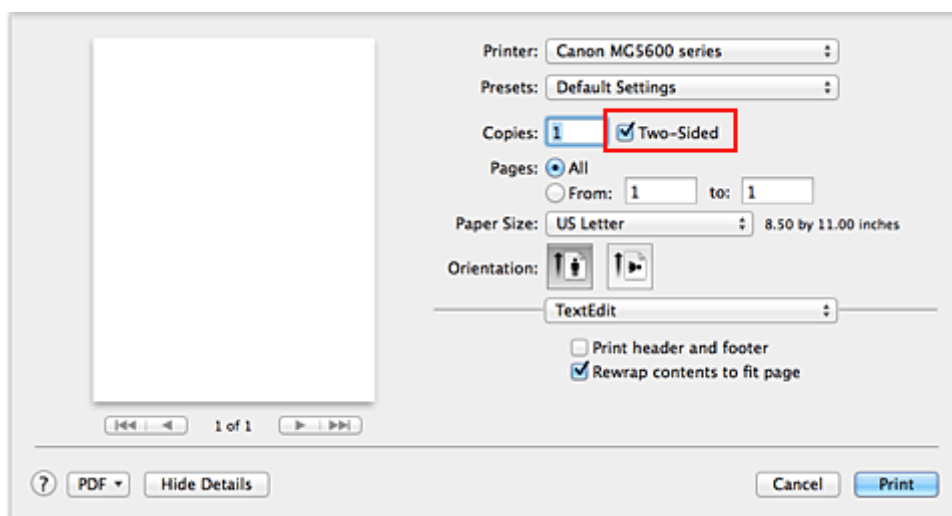 Printer: Canon MG5600 series
Presets: Default Settings
Copies: 1 Two-Sided
Pages: All
From: 1 to: 1
Paper Size: US Letter 8.50 by 11.00 inches
Orientation:
TextEdit
Print header and footer
Rewrap contents to fit page
1 of 1
? PDF Hide Details Cancel Print